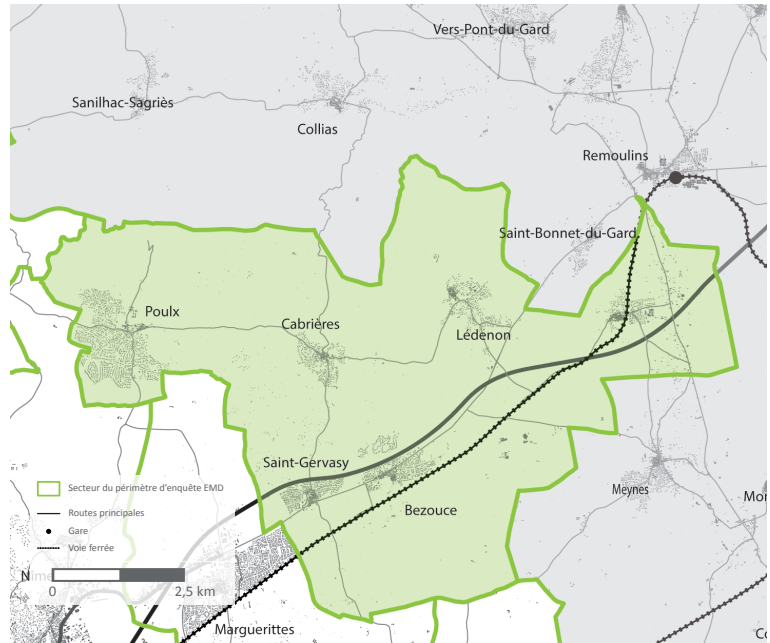 Vers-Pont-du-Gard
Sanilhac-Sagriès
Collias
Remoulins
Saint-Bonnet-du-Gard
Poulx
Cabrières
Lédenon
Saint-Gervasy
Secteur du périmètre d'enquête EMD
Meynes
Routes principales
Bezouce
Gare
Voie ferrée
0 2,5 km
Marguerittes